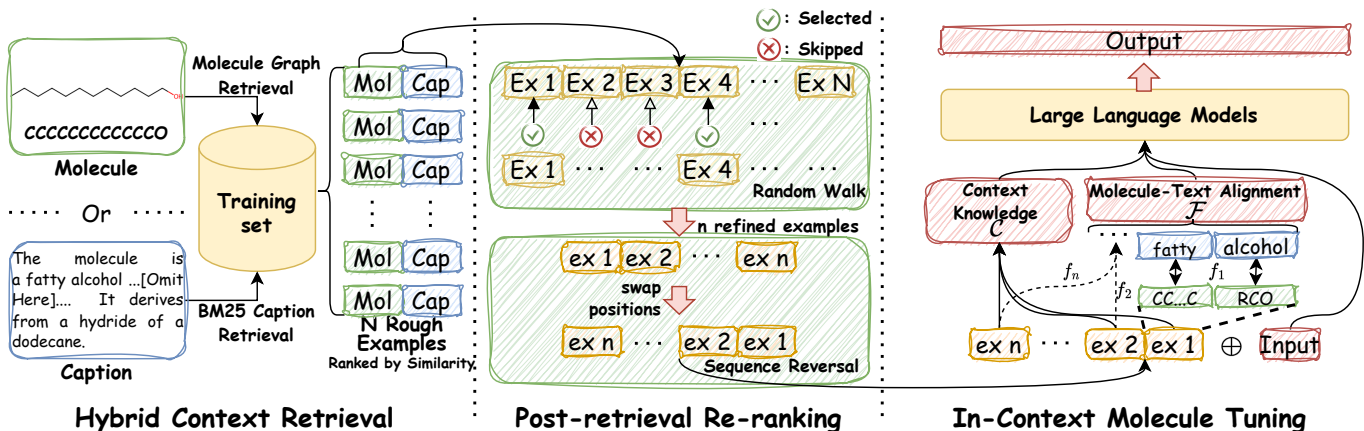 OH
CCCCCCCCCCCCO
Molecule
Or
The molecule is
a fatty alcohol ...[Omit
Here].... It derives
from a hydride of a
dodecane.
Caption
Molecule Graph
Retrieval
Training
set
BM25 Caption
Retrieval
Mol Cap
Mol Cap
Mol Cap
Mol Cap
Mol Cap
N Rough
Examples
Ranked by Similarity
Hybrid Context Retrieval
: Selected
: Skipped
Ex 1 Ex 2 Ex 3 Ex 4 ... Ex N
...
Ex 1 ... ... Ex 4 ... ...
Random Walk
n refined examples
ex 1 ex 2 ... ex n
swap
positions
ex n ... ex 2 ex 1
Sequence Reversal
Post-retrieval Re-ranking
Output
Large Language Models
Context
Knowledge
C
Molecule-Text Alignment
F
... fatty alcohol
fn f2 f1
CC...C RCO
ex n ... ex 2 ex 1 ⊕ Input
In-Context Molecule Tuning